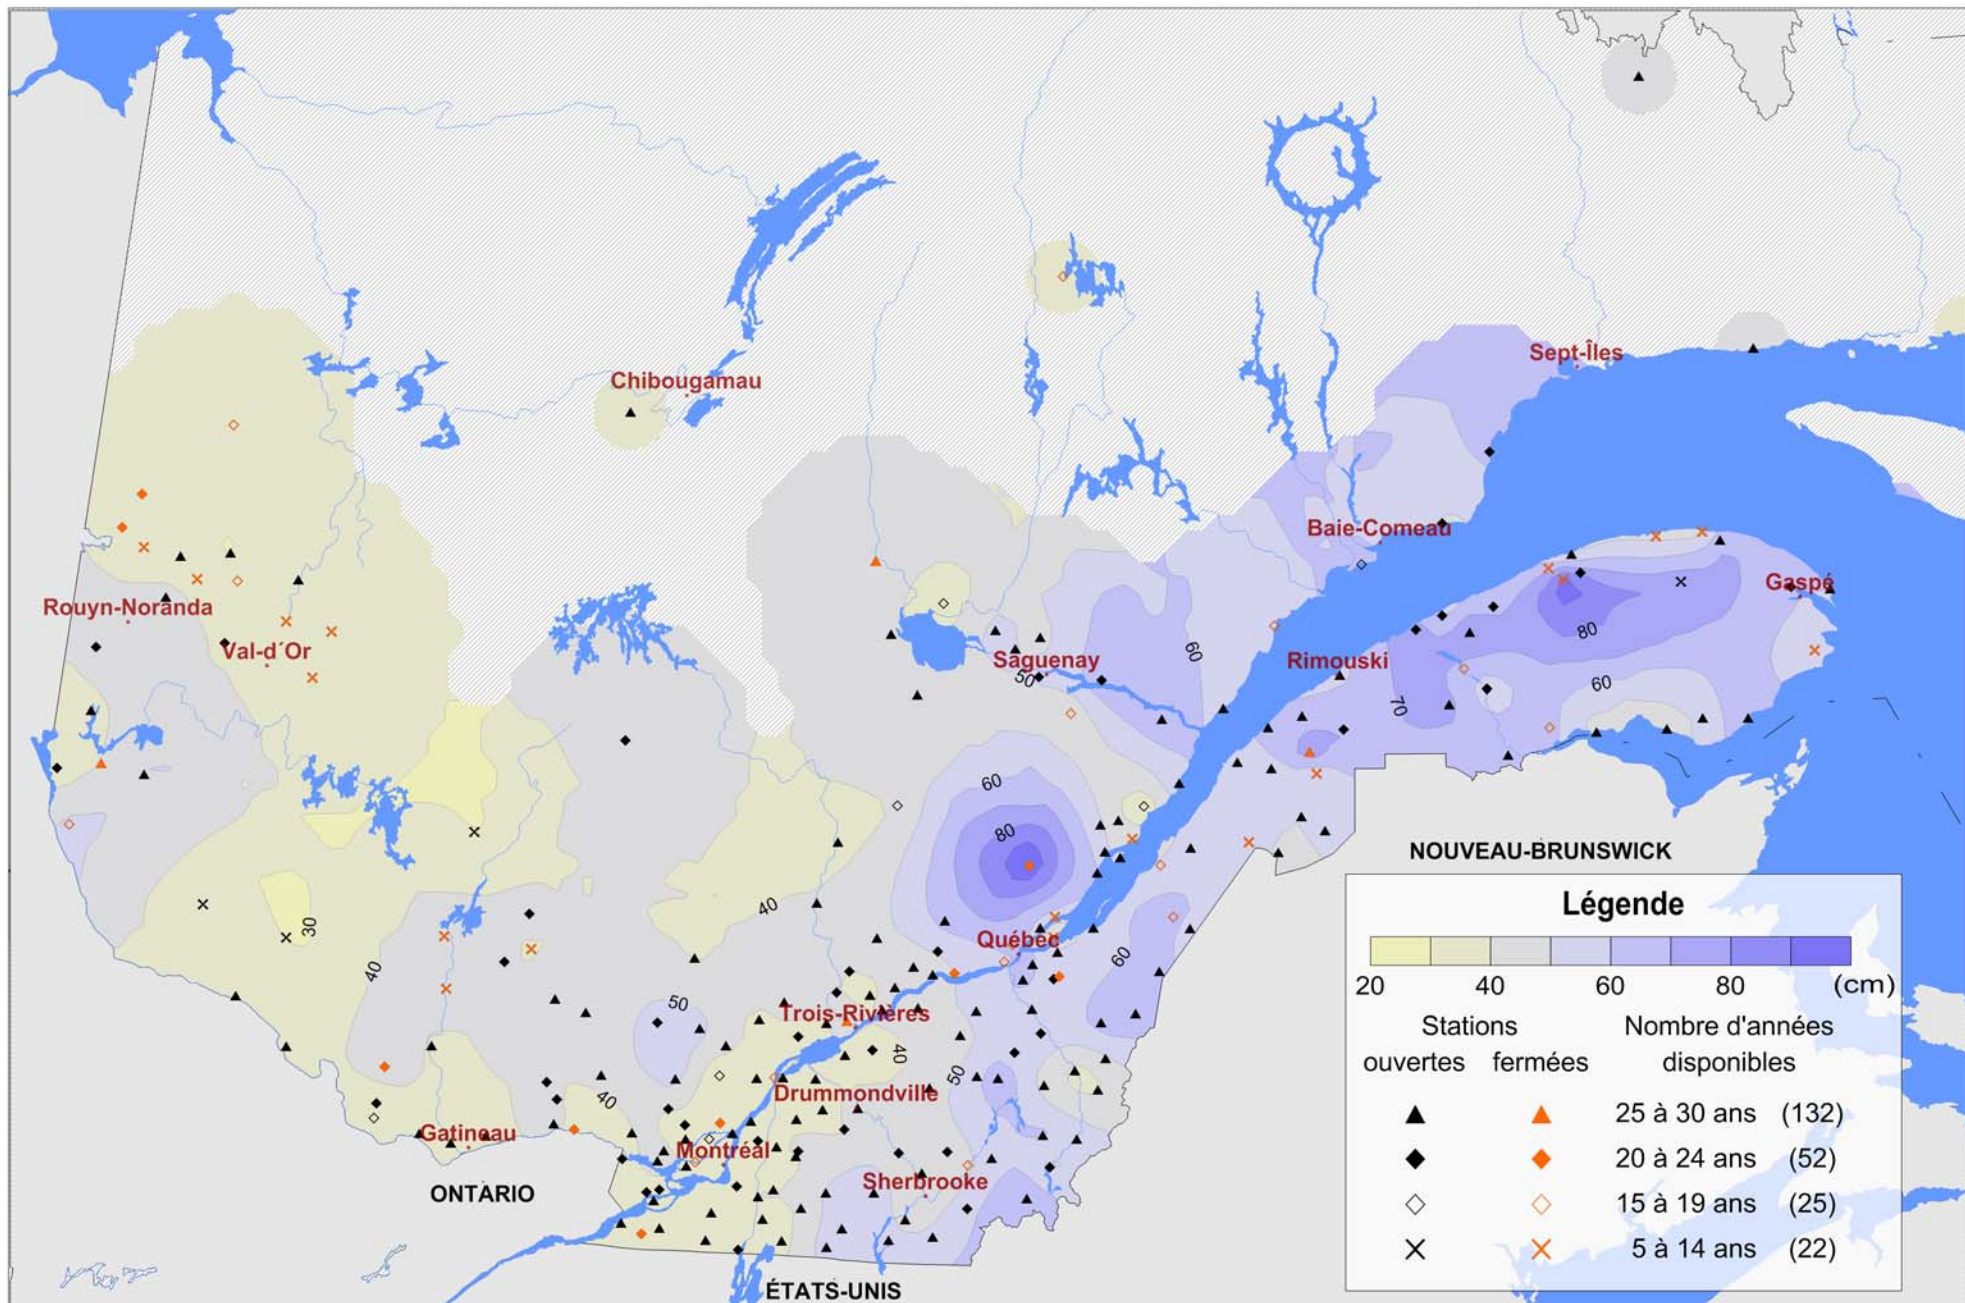 Sept-Îles
Chibougamau
Baie-Comeau
Gaspé
Rouyn-Noranda
80
Val-d´Or
60
Saguenay
Rimouski
50
60
70
60
80
NOUVEAU-BRUNSWICK
40
30
Québec
60
40
50
Trois-Rivières
40
50
Drummondville
40
Gatineau
Montréal
Sherbrooke
ONTARIO
ÉTATS-UNIS
Légende
20 40 60 80 (cm)
Stations Nombre d'années
ouvertes fermées disponibles
25 à 30 ans (132)
20 à 24 ans (52)
15 à 19 ans (25)
5 à 14 ans (22)